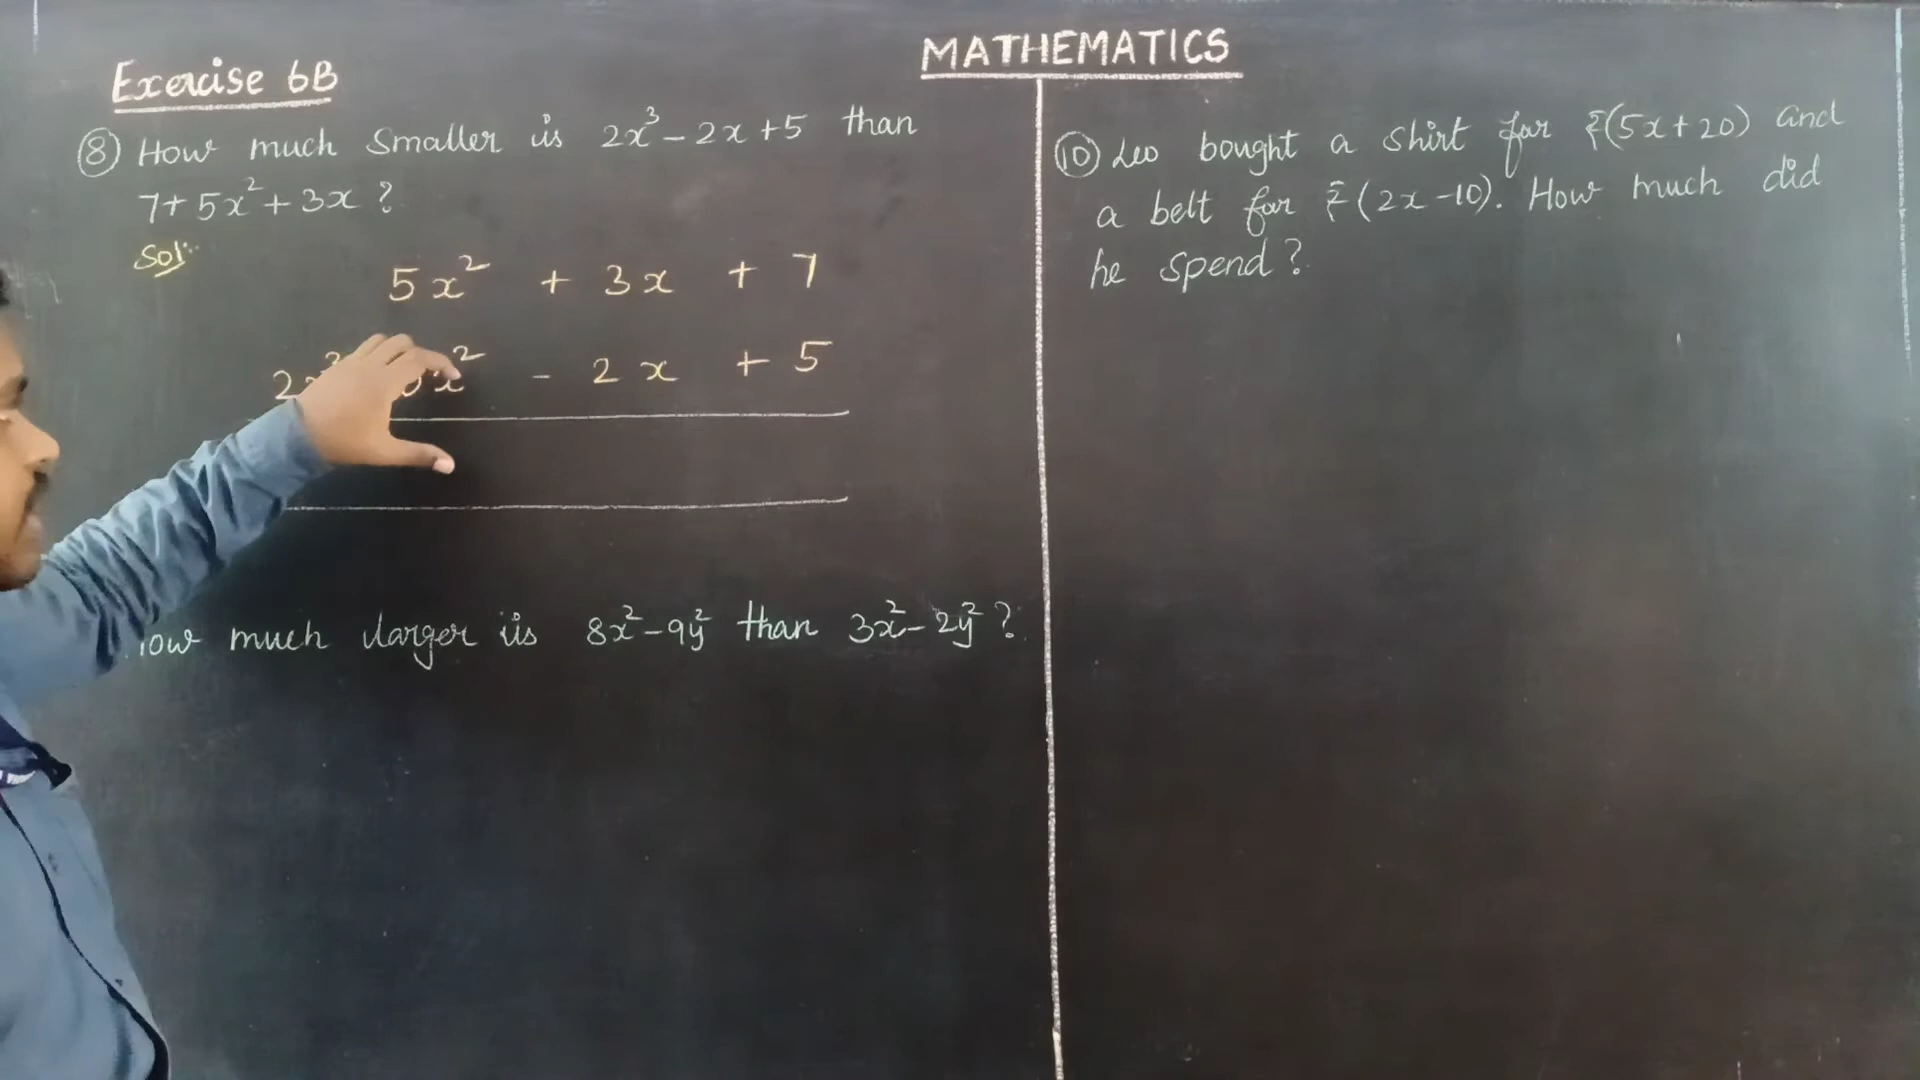 MATHEMATICS
Exercise 6B
⑧ How much smaller is 2x³ - 2x + 5 than
7 + 5x² + 3x ?
Sol:
5x² + 3x + 7
2x³ 0x² - 2x + 5
much larger is 8x² - 9y² than 3x² - 2y² ?
⑩ Leo bought a shirt for ₹(5x + 20) and
a belt for ₹(2x - 10). How much did
he spend ?